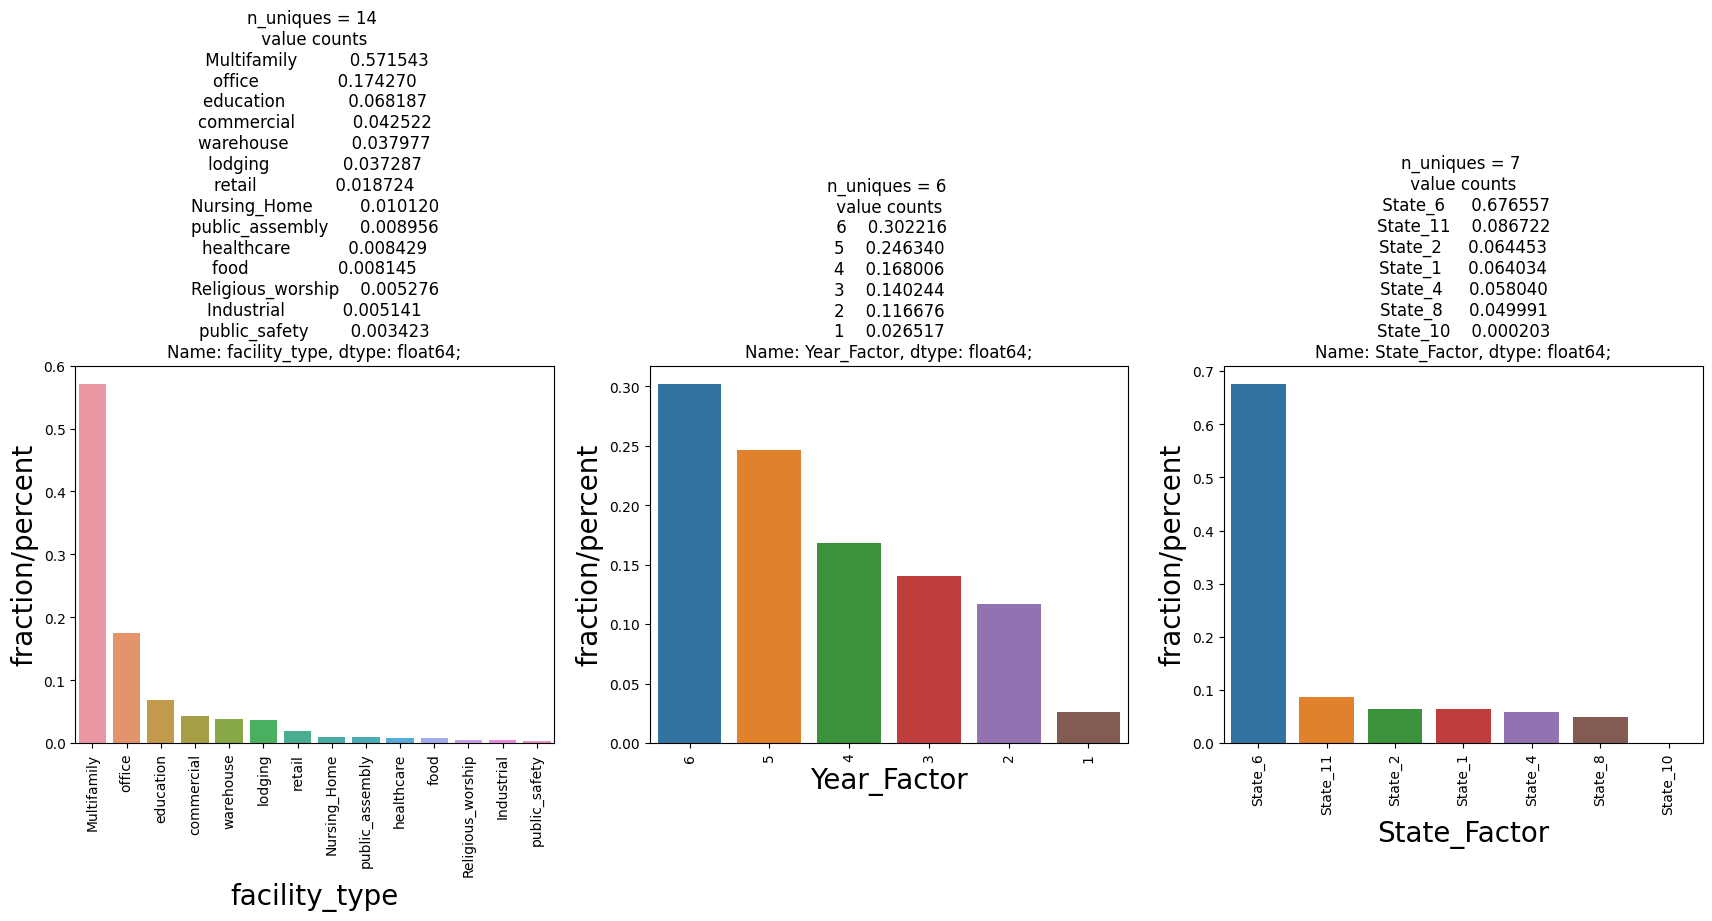 n_uniques = 14
value counts
Multifamily 0.571543
office 0.174270
education 0.068187
commercial 0.042522
warehouse 0.037977
lodging 0.037287
retail 0.018724
Nursing_Home 0.010120
public_assembly 0.008956
healthcare 0.008429
food 0.008145
Religious_worship 0.005276
Industrial 0.005141
public_safety 0.003423
Name: facility_type, dtype: float64;
0.6
0.5
0.4
0.3
0.2
0.1
0.0
fraction/percent
Multifamily
office
education
commercial
warehouse
lodging
retail
Nursing_Home
public_assembly
healthcare
food
Religious_worship
Industrial
public_safety
facility_type
n_uniques = 6
value counts
6 0.302216
5 0.246340
4 0.168006
3 0.140244
2 0.116676
1 0.026517
Name: Year_Factor, dtype: float64;
0.30
0.25
0.20
0.15
0.10
0.05
0.00
fraction/percent
6
5
4
3
2
1
Year_Factor
n_uniques = 7
value counts
State_6 0.676557
State_11 0.086722
State_2 0.064453
State_1 0.064034
State_4 0.058040
State_8 0.049991
State_10 0.000203
Name: State_Factor, dtype: float64;
0.7
0.6
0.5
0.4
0.3
0.2
0.1
0.0
fraction/percent
State_6
State_11
State_2
State_1
State_4
State_8
State_10
State_Factor